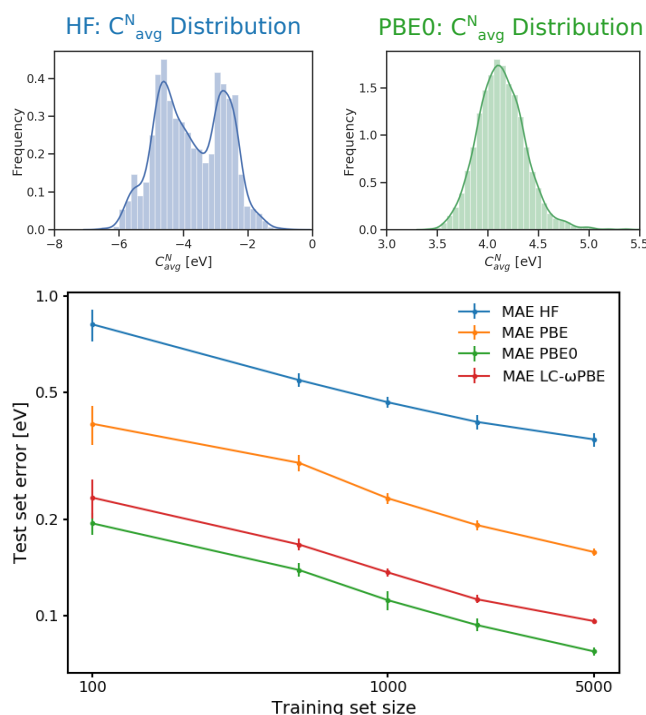 HF: C^N_avg Distribution
PBE0: C^N_avg Distribution
0.4
0.3
0.2
0.1
0.0
Frequency
−8
−6
−4
−2
0
C^N_avg [eV]
1.5
1.0
0.5
0.0
Frequency
3.0
3.5
4.0
4.5
5.0
5.5
C^N_avg [eV]
1.0
0.5
0.2
0.1
Test set error [eV]
MAE HF
MAE PBE
MAE PBE0
MAE LC-ωPBE
100
1000
5000
Training set size